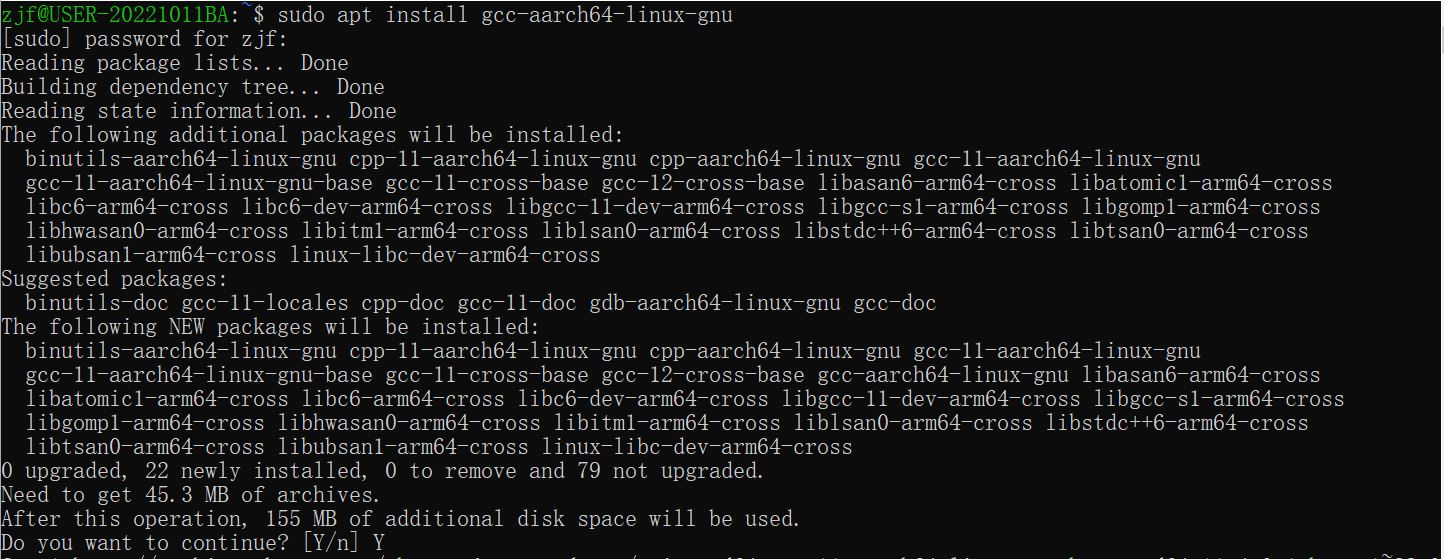 zjf@USER-20221011BA:~$ sudo apt install gcc-aarch64-linux-gnu
[sudo] password for zjf:
Reading package lists... Done
Building dependency tree... Done
Reading state information... Done
The following additional packages will be installed:
  binutils-aarch64-linux-gnu cpp-11-aarch64-linux-gnu cpp-aarch64-linux-gnu gcc-11-aarch64-linux-gnu
  gcc-11-aarch64-linux-gnu-base gcc-11-cross-base gcc-12-cross-base libasan6-arm64-cross libatomic1-arm64-cross
  libc6-arm64-cross libc6-dev-arm64-cross libgcc-11-dev-arm64-cross libgcc-s1-arm64-cross libgomp1-arm64-cross
  libhwasan0-arm64-cross libitm1-arm64-cross liblsan0-arm64-cross libstdc++6-arm64-cross libtsan0-arm64-cross
  libubsan1-arm64-cross linux-libc-dev-arm64-cross
Suggested packages:
  binutils-doc gcc-11-locales cpp-doc gcc-11-doc gdb-aarch64-linux-gnu gcc-doc
The following NEW packages will be installed:
  binutils-aarch64-linux-gnu cpp-11-aarch64-linux-gnu cpp-aarch64-linux-gnu gcc-11-aarch64-linux-gnu
  gcc-11-aarch64-linux-gnu-base gcc-11-cross-base gcc-12-cross-base gcc-aarch64-linux-gnu libasan6-arm64-cross
  libatomic1-arm64-cross libc6-arm64-cross libc6-dev-arm64-cross libgcc-11-dev-arm64-cross libgcc-s1-arm64-cross
  libgomp1-arm64-cross libhwasan0-arm64-cross libitm1-arm64-cross liblsan0-arm64-cross libstdc++6-arm64-cross
  libtsan0-arm64-cross libubsan1-arm64-cross linux-libc-dev-arm64-cross
0 upgraded, 22 newly installed, 0 to remove and 79 not upgraded.
Need to get 45.3 MB of archives.
After this operation, 155 MB of additional disk space will be used.
Do you want to continue? [Y/n] Y